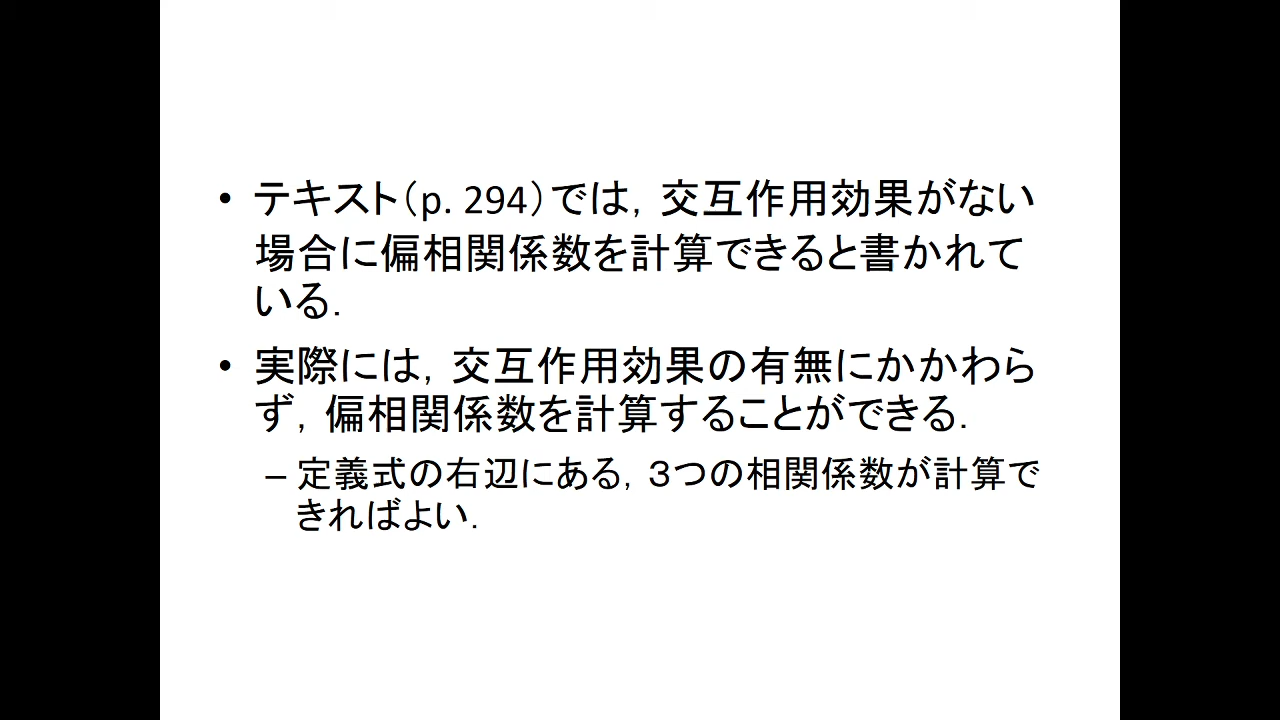 • テキスト（p. 294）では，交互作用効果がない
場合に偏相関係数を計算できると書かれて
いる．
• 実際には，交互作用効果の有無にかかわら
ず，偏相関係数を計算することができる．
– 定義式の右辺にある，３つの相関係数が計算で
きればよい．